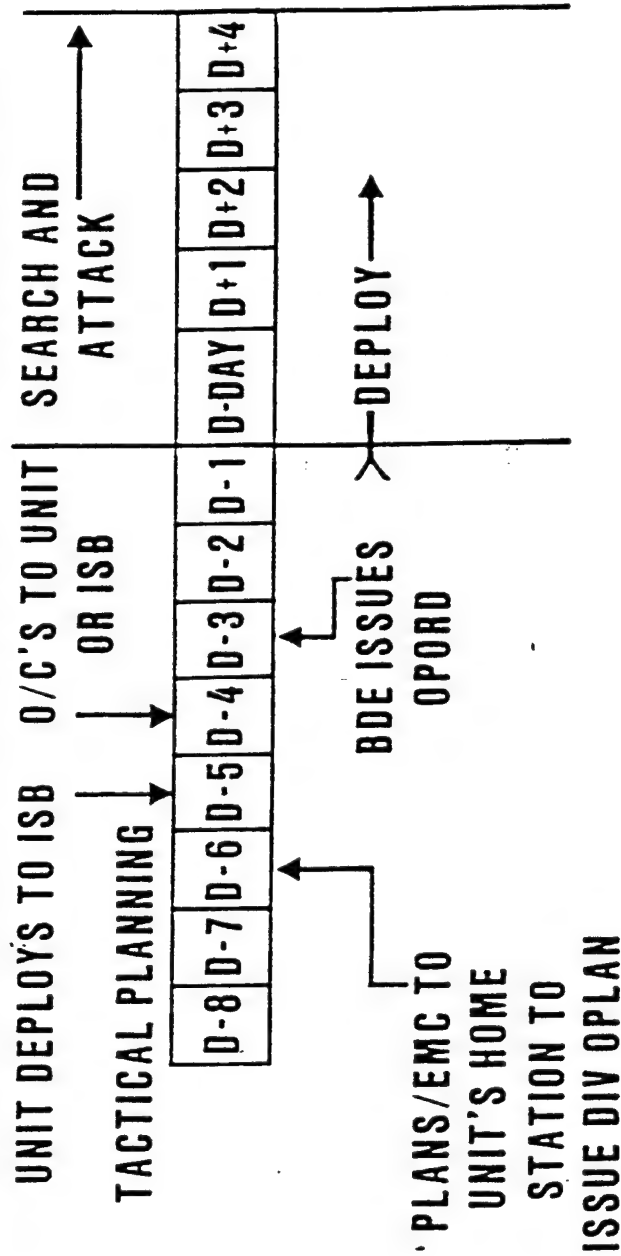 UNIT DEPLOYS TO ISB
O/C'S TO UNIT
OR ISB
SEARCH AND
ATTACK
TACTICAL PLANNING
D-8 D-7 D-6 D-5 D-4 D-3 D-2 D-1 D-DAY D+1 D+2 D+3 D+4
PLANS/EMC TO
UNIT'S HOME
STATION TO
ISSUE DIV OPLAN
BDE ISSUES
OPORD
DEPLOY